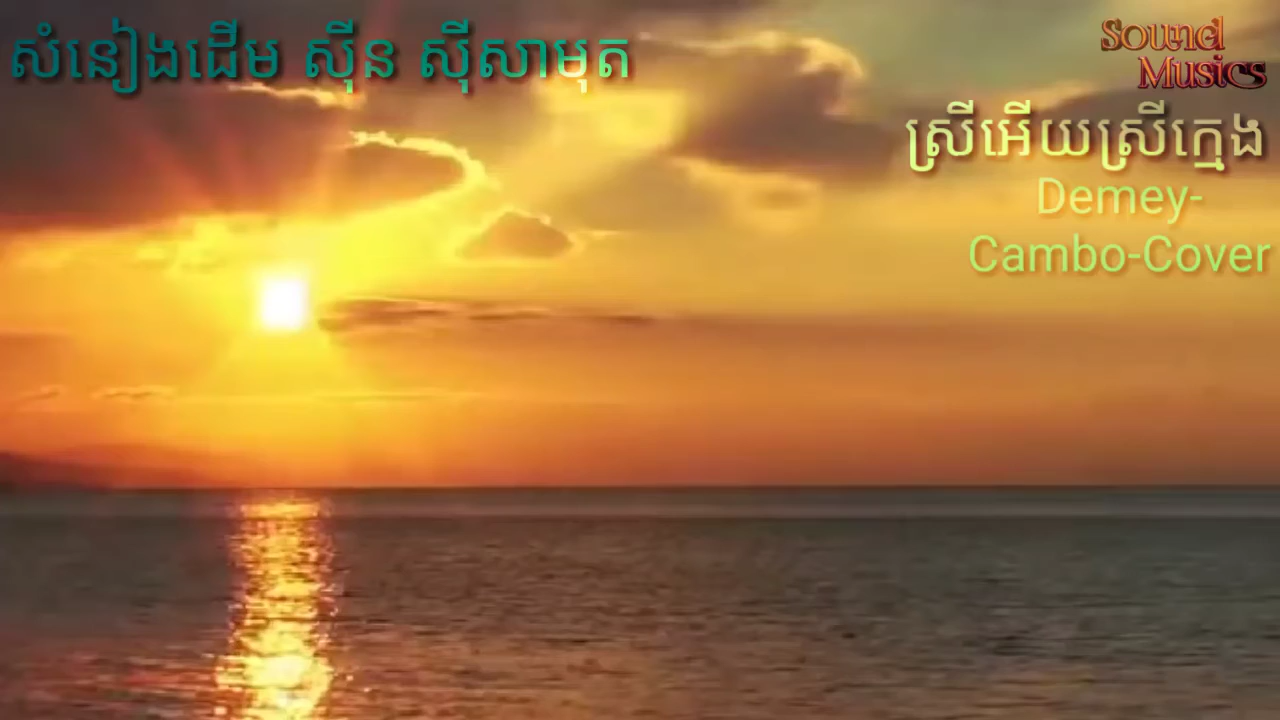 សំនៀងដើម ស៊ីន ស៊ីសាមុត
Sound
Musics
ស្រីអើយស្រីក្មេង
Demey-
Cambo-Cover